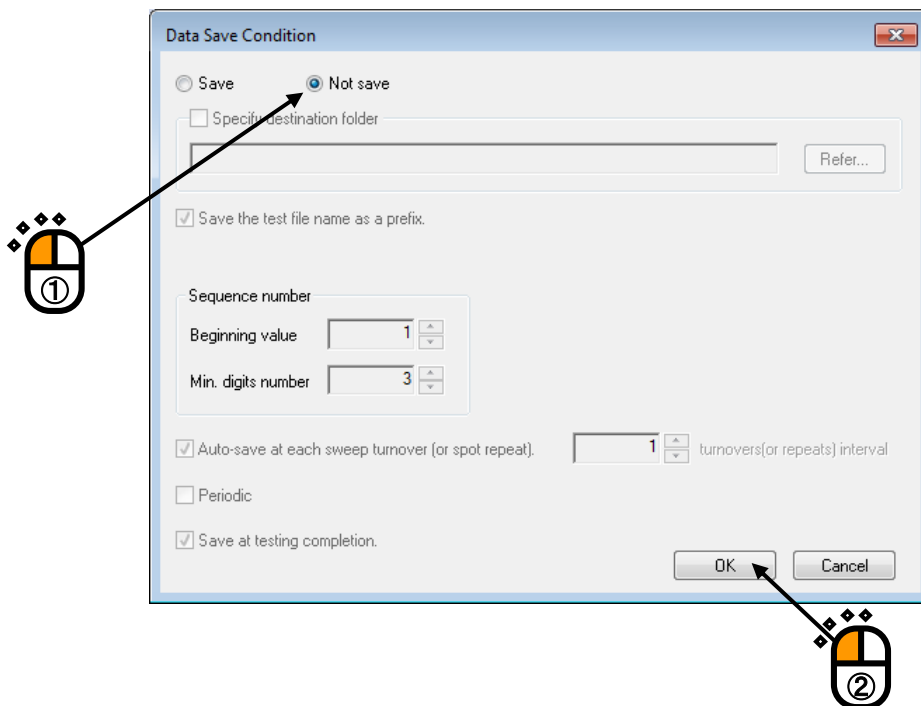 Data Save Condition
Save Not save
Specify destination folder
Refer...
Save the test file name as a prefix.
Sequence number
Beginning value 1
Min. digits number 3
Auto-save at each sweep turnover (or spot repeat). 1 turnovers(or repeats) interval
Periodic
Save at testing completion.
OK Cancel
①
②